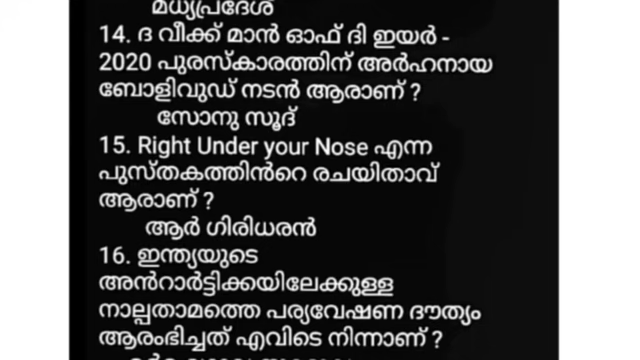 മധ്യപ്രദേശ്
14. ദ വീക്ക് മാൻ ഓഫ് ദി ഇയർ -
2020 പുരസ്കാരത്തിന് അർഹനായ
ബോളിവുഡ് നടൻ ആരാണ് ?
സോനു സൂദ്
15. Right Under your Nose എന്ന
പുസ്തകത്തിൻറെ രചയിതാവ്
ആരാണ് ?
ആർ ഗിരിധരൻ
16. ഇന്ത്യയുടെ
അൻറാർട്ടിക്കയിലേക്കുള്ള
നാല്പതാമത്തെ പര്യവേഷണ ദൗത്യം
ആരംഭിച്ചത് എവിടെ നിന്നാണ് ?